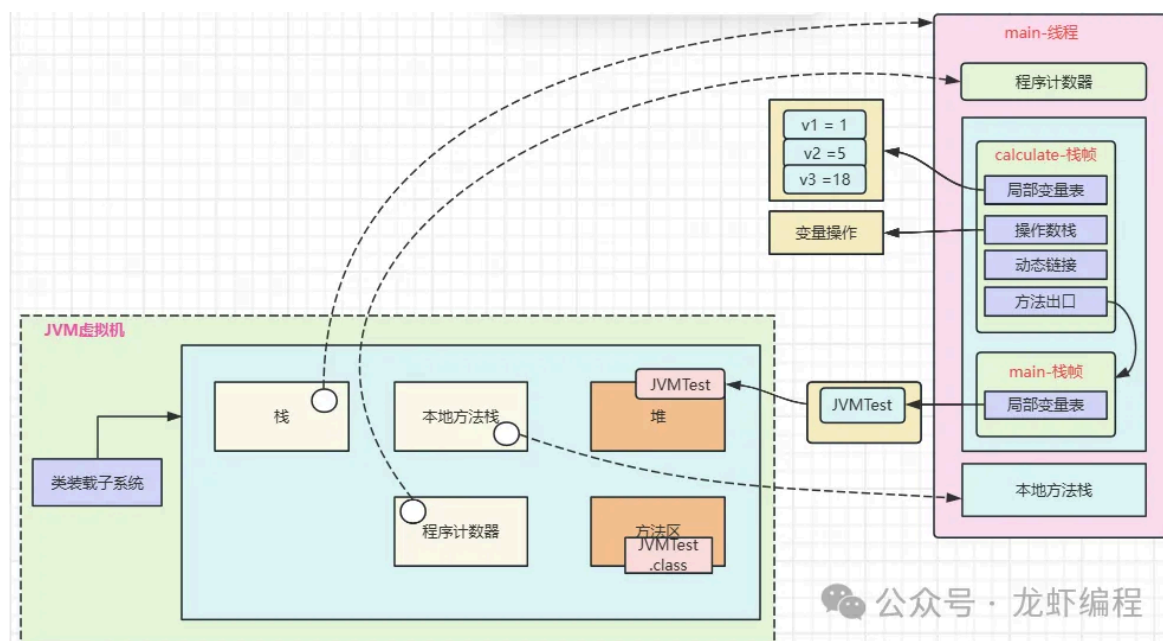 main-线程
程序计数器
v1 = 1
v2 =5
v3 =18
calculate-栈帧
局部变量表
变量操作
操作数栈
动态链接
方法出口
JVM虚拟机
main-栈帧
JVMTest
JVMTest
局部变量表
栈
本地方法栈
堆
类装载子系统
本地方法栈
程序计数器
方法区
JVMTest
.class
公众号 · 龙虾编程